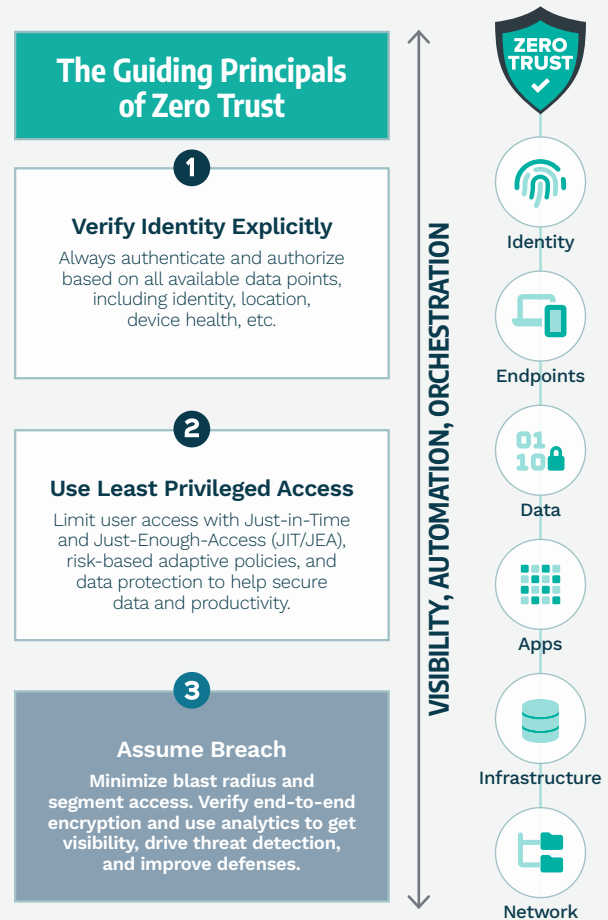 The Guiding Principals
of Zero Trust
1
Verify Identity Explicitly
Always authenticate and authorize
based on all available data points,
including identity, location,
device health, etc.
2
Use Least Privileged Access
Limit user access with Just-in-Time
and Just-Enough-Access (JIT/JEA),
risk-based adaptive policies, and
data protection to help secure
data and productivity.
3
Assume Breach
Minimize blast radius and
segment access. Verify end-to-end
encryption and use analytics to get
visibility, drive threat detection,
and improve defenses.
VISIBILITY, AUTOMATION, ORCHESTRATION
ZERO
TRUST
Identity
Endpoints
01
10
Data
Apps
Infrastructure
Network